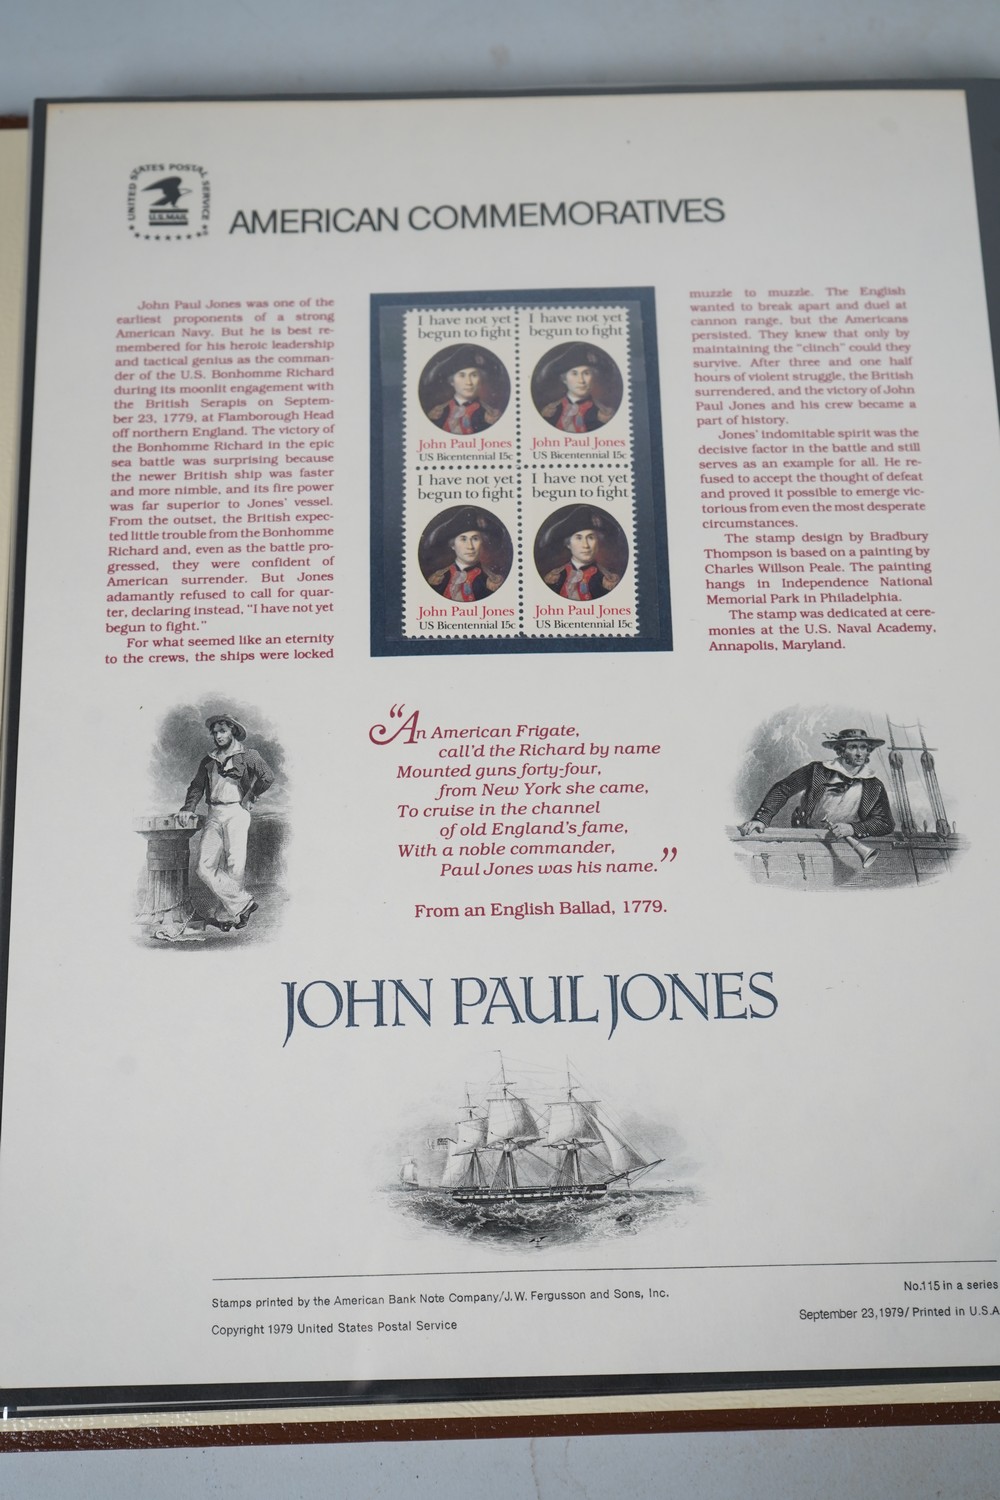 UNITED STATES POSTAL SERVICE
U.S.MAIL
AMERICAN COMMEMORATIVES
John Paul Jones was one of the
earliest proponents of a strong
American Navy. But he is best re-
membered for his heroic leadership
and tactical genius as the comman-
der of the U.S. Bonhomme Richard
during its moonlit engagement with
the British Serapis on Septem-
ber 23, 1779, at Flamborough Head
off northern England. The victory of
the Bonhomme Richard in the epic
sea battle was surprising because
the newer British ship was faster
and more nimble, and its fire power
was far superior to Jones' vessel.
From the outset, the British expec-
ted little trouble from the Bonhomme
Richard and, even as the battle pro-
gressed, they were confident of
American surrender. But Jones
adamantly refused to call for quar-
ter, declaring instead, "I have not yet
begun to fight."
For what seemed like an eternity
to the crews, the ships were locked
I have not yet
begun to fight
John Paul Jones
US Bicentennial 15c
I have not yet
begun to fight
John Paul Jones
US Bicentennial 15c
I have not yet
begun to fight
John Paul Jones
US Bicentennial 15c
I have not yet
begun to fight
John Paul Jones
US Bicentennial 15c
muzzle to muzzle. The English
wanted to break apart and duel at
cannon range, but the Americans
persisted. They knew that only by
maintaining the "clinch" could they
survive. After three and one half
hours of violent struggle, the British
surrendered, and the victory of John
Paul Jones and his crew became a
part of history.
Jones' indomitable spirit was the
decisive factor in the battle and still
serves as an example for all. He re-
fused to accept the thought of defeat
and proved it possible to emerge vic-
torious from even the most desperate
circumstances.
The stamp design by Bradbury
Thompson is based on a painting by
Charles Willson Peale. The painting
hangs in Independence National
Memorial Park in Philadelphia.
The stamp was dedicated at cere-
monies at the U.S. Naval Academy,
Annapolis, Maryland.
“An American Frigate,
call'd the Richard by name
Mounted guns forty-four,
from New York she came,
To cruise in the channel
of old England's fame,
With a noble commander,
Paul Jones was his name.”
From an English Ballad, 1779.
JOHN PAUL JONES
Stamps printed by the American Bank Note Company/J.W. Fergusson and Sons, Inc.
Copyright 1979 United States Postal Service
No.115 in a series
September 23,1979/Printed in U.S.A